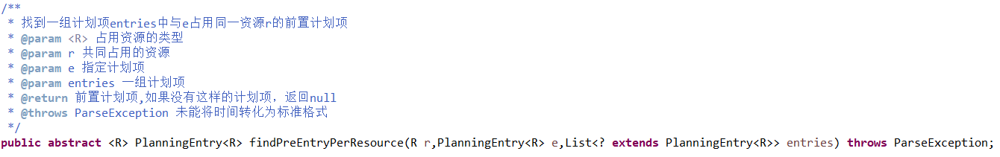 /**
 * 找到一组计划项entries中与e占用同一资源r的前置计划项
 * @param <R> 占用资源的类型
 * @param r 共同占用的资源
 * @param e 指定计划项
 * @param entries 一组计划项
 * @return 前置计划项,如果没有这样的计划项，返回null
 * @throws ParseException 未能将时间转化为标准格式
 */
public abstract <R> PlanningEntry<R> findPreEntryPerResource(R r,PlanningEntry<R> e,List<? extends PlanningEntry<R>> entries) throws ParseException;